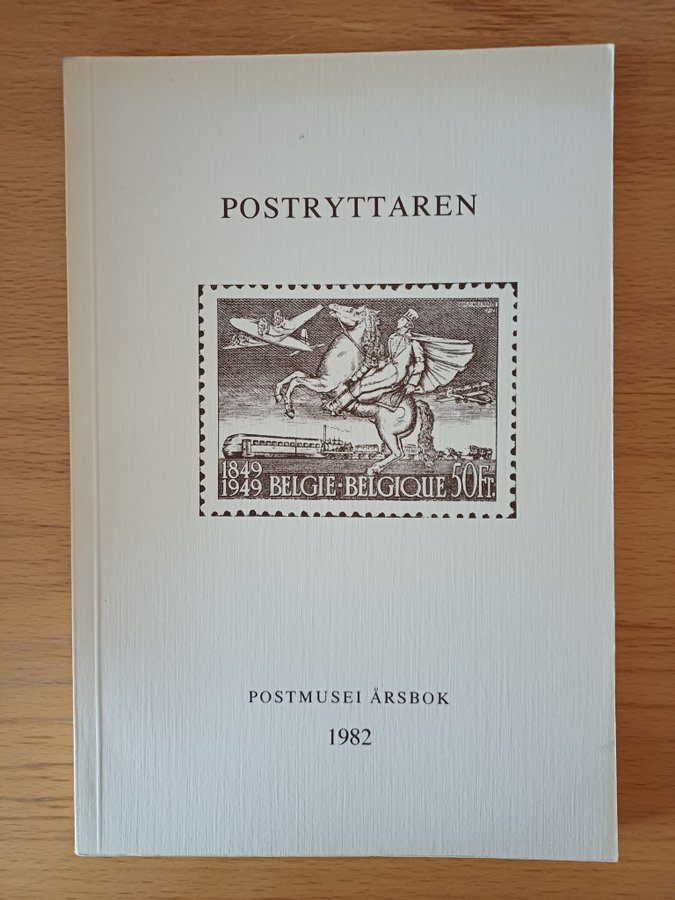 POSTRYTTAREN
1849
1949 BELGIE-BELGIQUE 50Fr.
POSTMUSEI ÅRSBOK
1982